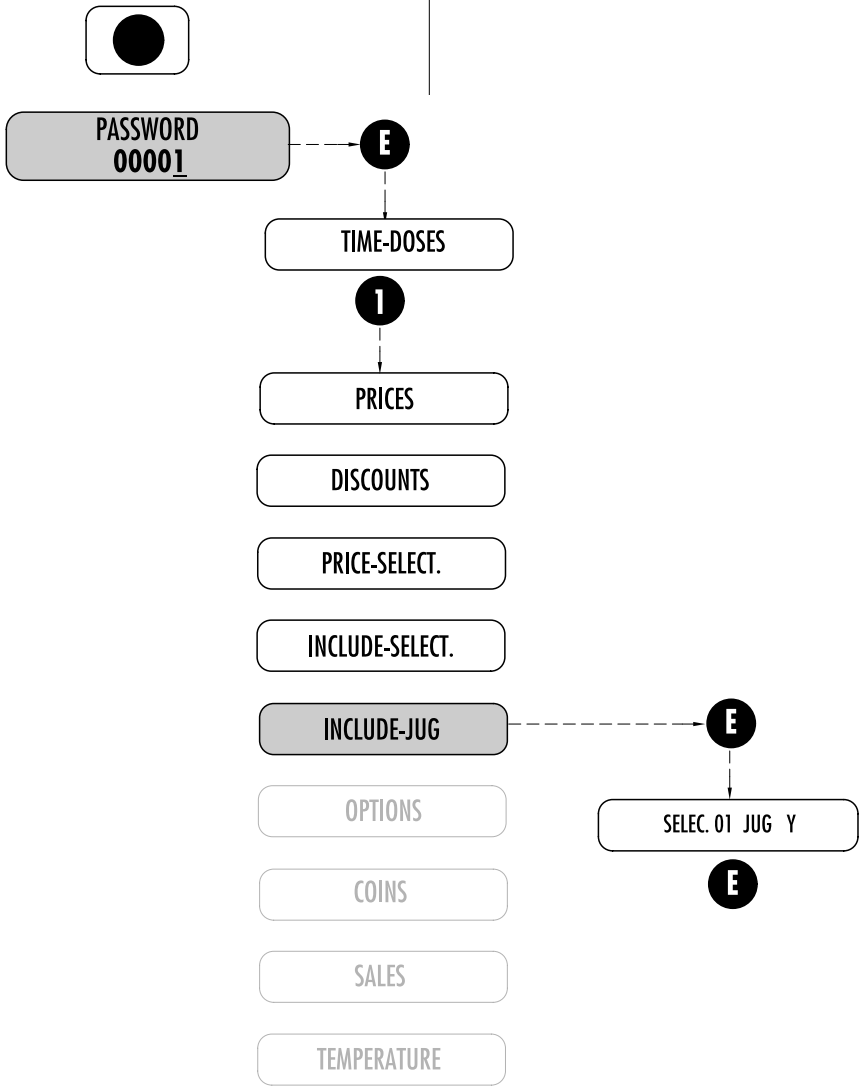 PASSWORD
00001
E
TIME-DOSES
1
PRICES
DISCOUNTS
PRICE-SELECT.
INCLUDE-SELECT.
INCLUDE-JUG
E
OPTIONS
SELEC. 01 JUG Y
COINS
E
SALES
TEMPERATURE